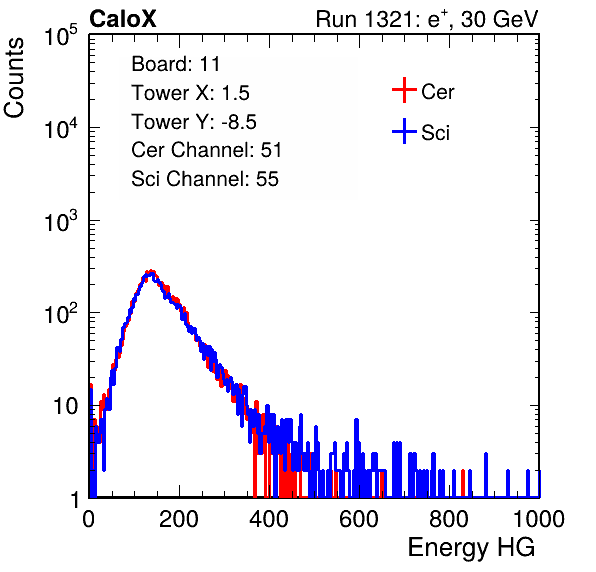 CaloX Run 1321: e⁺, 30 GeV
Counts
Board: 11
Tower X: 1.5
Tower Y: -8.5
Cer Channel: 51
Sci Channel: 55
Cer
Sci
10⁵
10⁴
10³
10²
10
1
0 200 400 600 800 1000
Energy HG